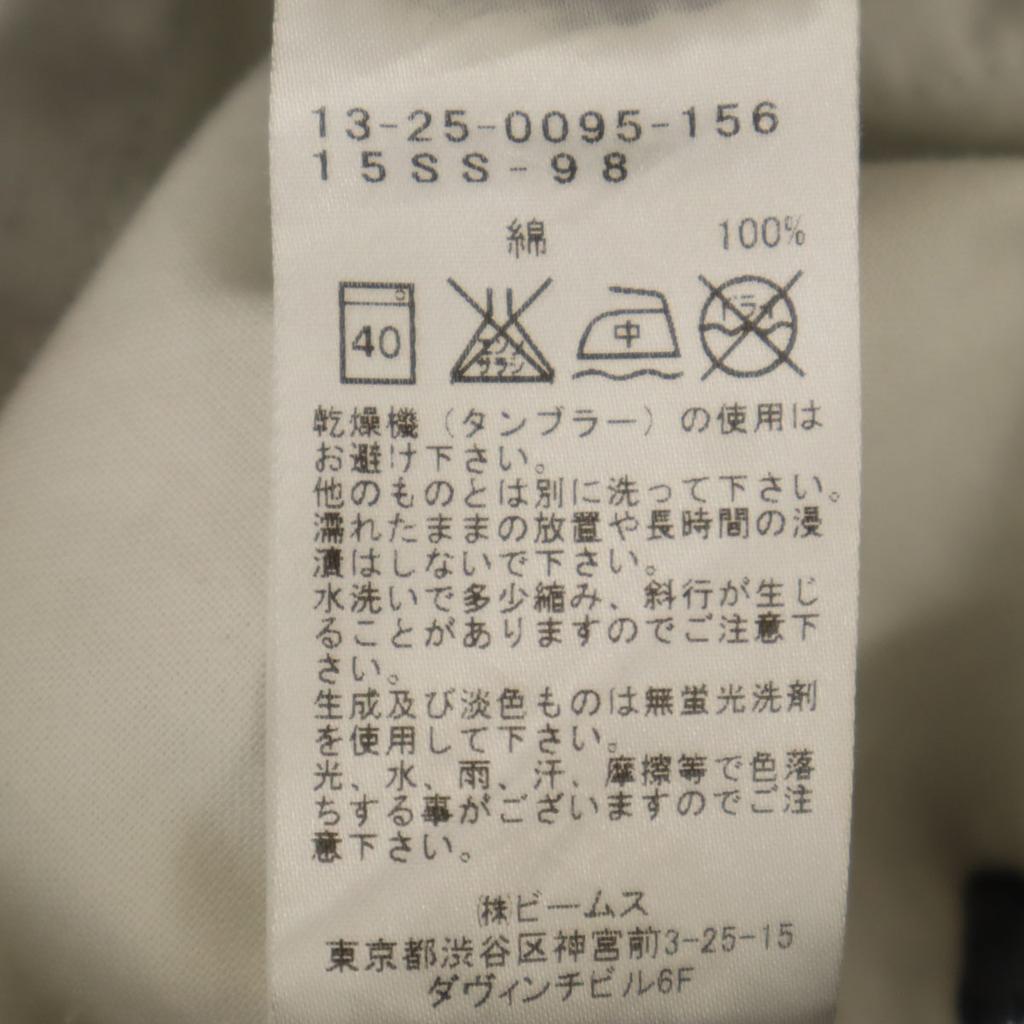 13-25-0095-156
15SS-98
綿 100%
40 エンソ サラシ 中 ドライ
乾燥機（タンブラー）の使用は
お避け下さい。
他のものとは別に洗って下さい。
濡れたままの放置や長時間の浸
漬はしないで下さい。
水洗いで多少縮み、斜行が生じ
ることがありますのでご注意下
さい。
生成及び淡色ものは無蛍光洗剤
を使用して下さい。
光、水、雨、汗、摩擦等で色落
ちする事がございますのでご注
意下さい。
㈱ビームス
東京都渋谷区神宮前3-25-15
ダヴィンチビル6F